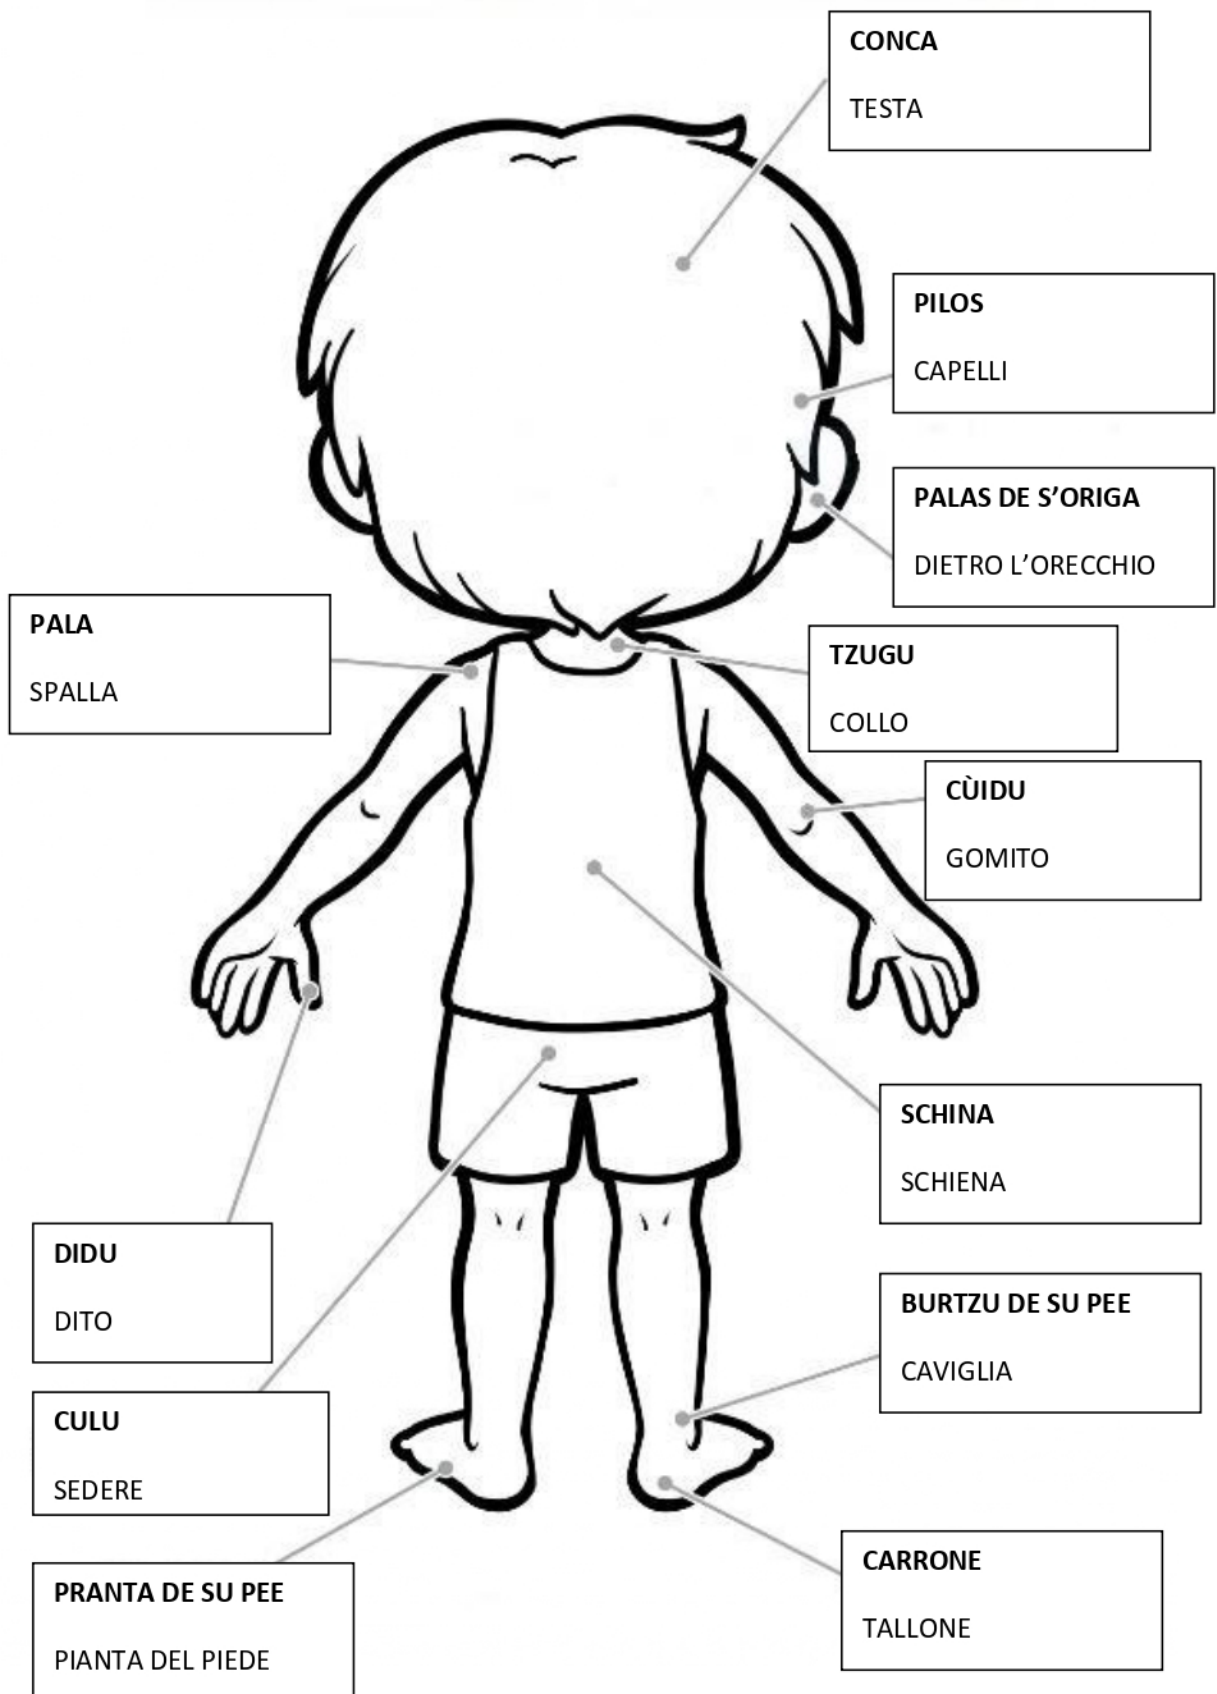 CONCA
TESTA
PILOS
CAPELLI
PALAS DE S’ORIGA
DIETRO L’ORECCHIO
PALA
SPALLA
TZUGU
COLLO
CÙIDU
GOMITO
SCHINA
SCHIENA
DIDU
DITO
BURTZU DE SU PEE
CAVIGLIA
CULU
SEDERE
CARRONE
TALLONE
PRANTA DE SU PEE
PIANTA DEL PIEDE